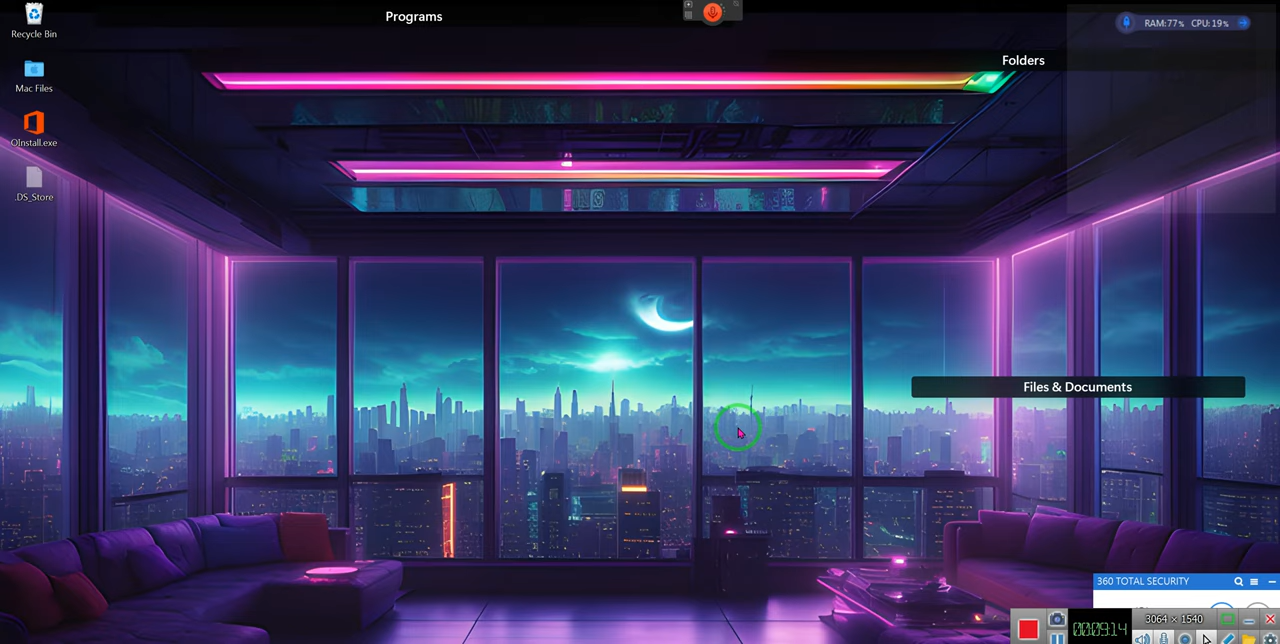 Programs
RAM:77% CPU:19%
Recycle Bin
Folders
Mac Files
OInstall.exe
.DS_Store
Files & Documents
360 TOTAL SECURITY
3064 × 1540
000914